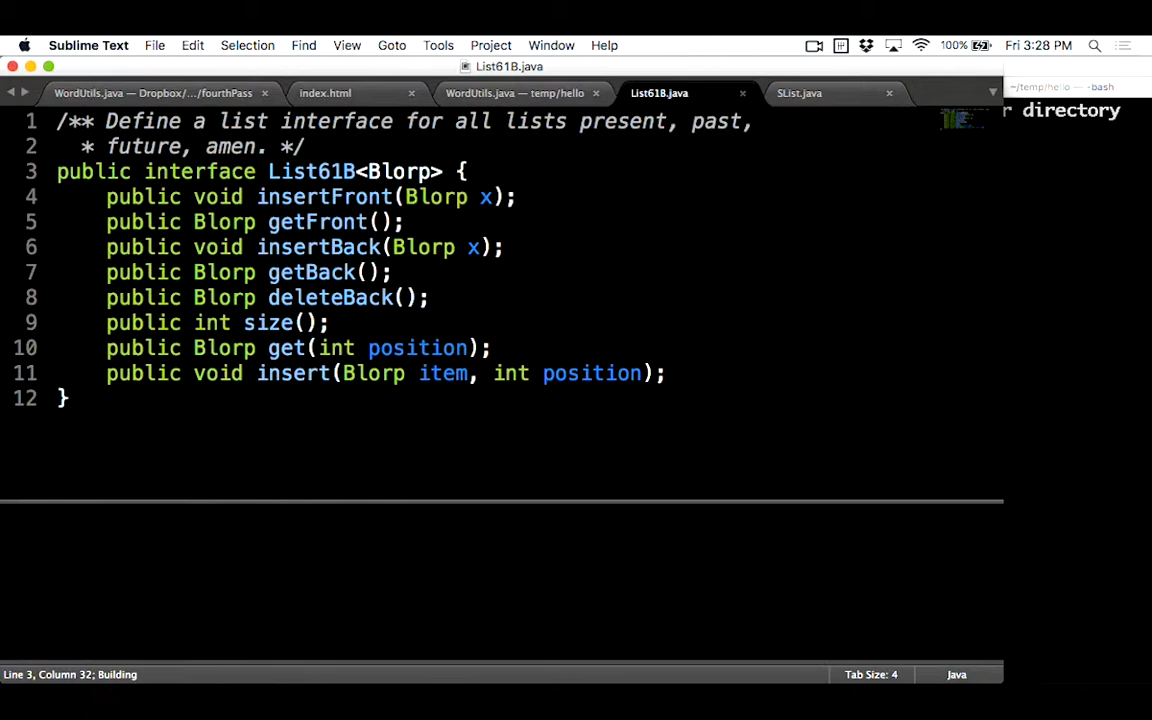 Sublime Text File Edit Selection Find View Goto Tools Project Window Help 100% Fri 3:28 PM
List61B.java
WordUtils.java — Dropbox/.../fourthPass index.html WordUtils.java — temp/hello List61B.java SList.java ~/temp/hello — -bash
r directory
1 /** Define a list interface for all lists present, past,
2 * future, amen. */
3 public interface List61B<Blorp> {
4 public void insertFront(Blorp x);
5 public Blorp getFront();
6 public void insertBack(Blorp x);
7 public Blorp getBack();
8 public Blorp deleteBack();
9 public int size();
10 public Blorp get(int position);
11 public void insert(Blorp item, int position);
12 }
Line 3, Column 32; Building Tab Size: 4 Java